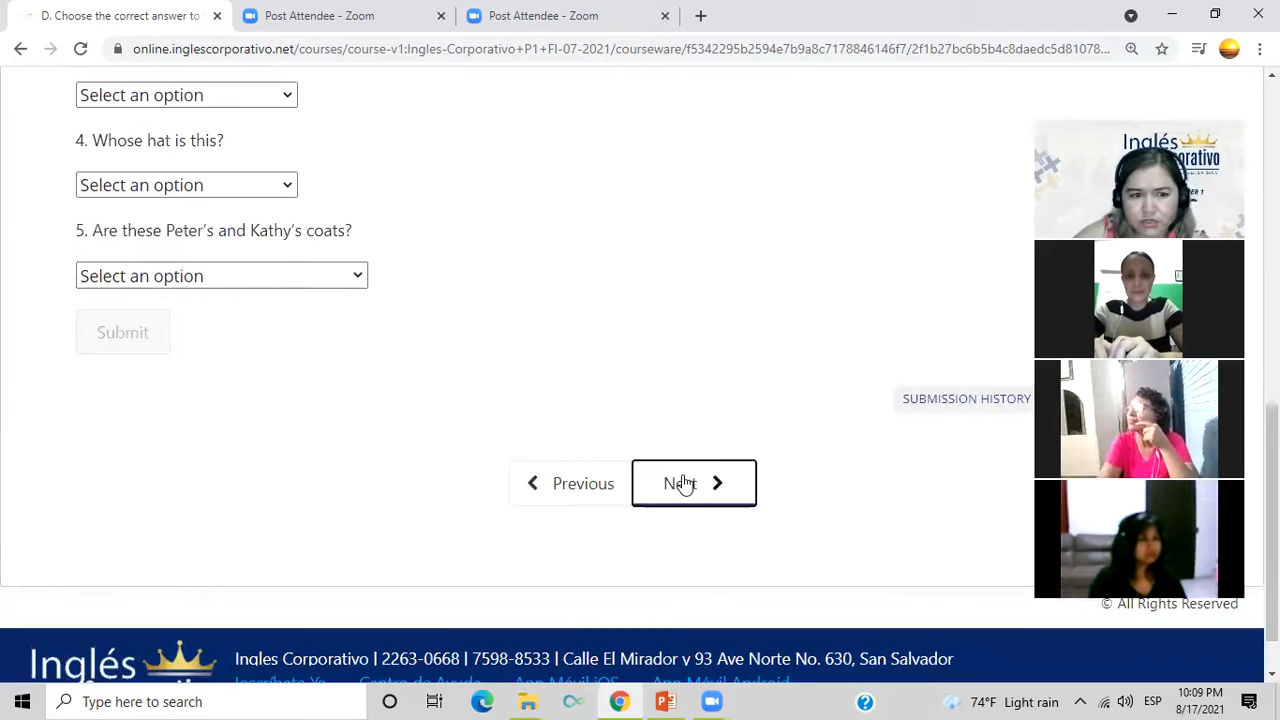 D. Choose the correct answer to
Post Attendee - Zoom
Post Attendee - Zoom
online.inglescorporativo.net/courses/course-v1:Ingles-Corporativo+P1+FI-07-2021/courseware/f5342295b2594e7b9a8c7178846146f7/2f1b27bc6b5b4c8daedc5d81078...
Select an option
4. Whose hat is this?
Select an option
5. Are these Peter's and Kathy's coats?
Select an option
Submit
SUBMISSION HISTORY
Previous
Next
Inglés
© All Rights Reserved
Inglés
Ingles Corporativo | 2263-0668 | 7598-8533 | Calle El Mirador y 93 Ave Norte No. 630, San Salvador
Type here to search
74°F Light rain
ESP
10:09 PM
8/17/2021